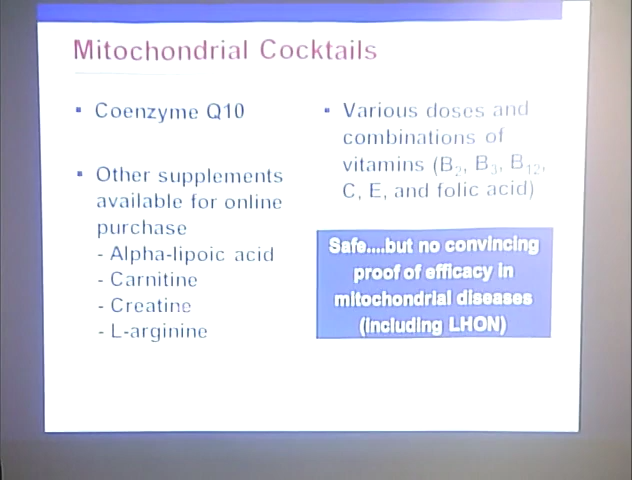 Mitochondrial Cocktails
▪ Coenzyme Q10
▪ Other supplements
available for online
purchase
- Alpha-lipoic acid
- Carnitine
- Creatine
- L-arginine
▪ Various doses and
combinations of
vitamins (B₂, B₃, B₁₂,
C, E, and folic acid)
Safe....but no convincing
proof of efficacy in
mitochondrial diseases
(including LHON)